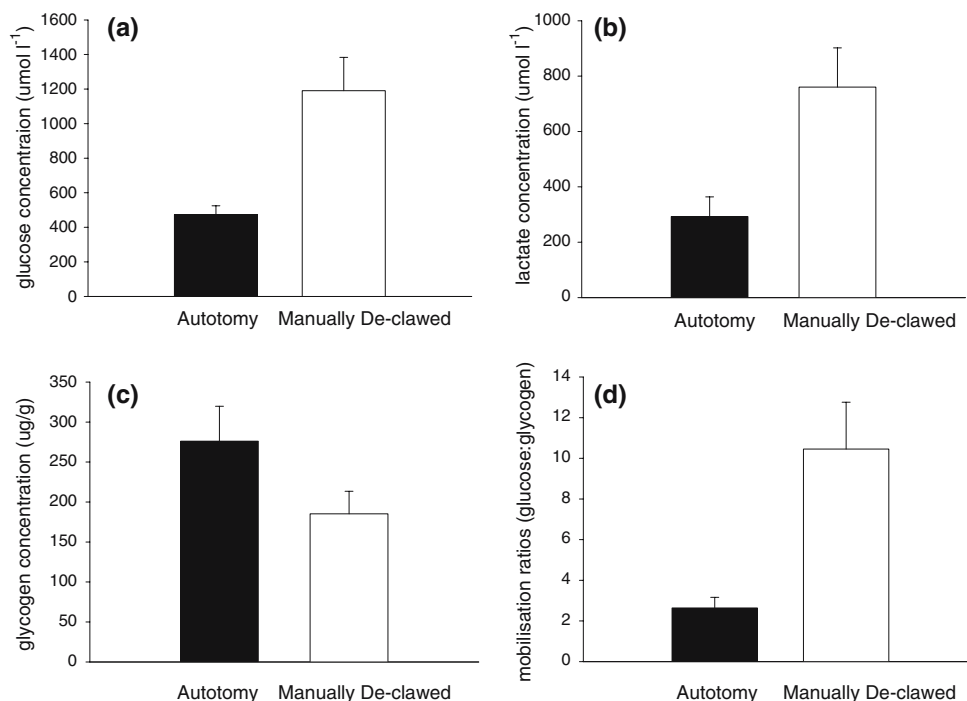 (a)
glucose concentraion (umol l⁻¹)
1600
1400
1200
1000
800
600
400
200
0
Autotomy Manually De-clawed
(b)
lactate concentration (umol l⁻¹)
1000
800
600
400
200
0
Autotomy Manually De-clawed
(c)
glycogen concentration (ug/g)
350
300
250
200
150
100
50
0
Autotomy Manually De-clawed
(d)
mobilisation ratios (glucose:glycogen)
14
12
10
8
6
4
2
0
Autotomy Manually De-clawed